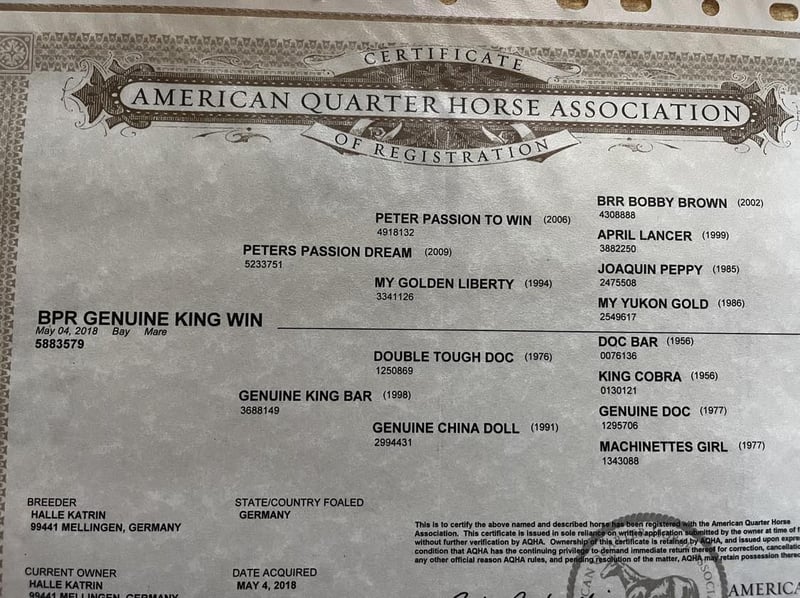 CERTIFICATE
AMERICAN QUARTER HORSE ASSOCIATION
OF REGISTRATION
BRR BOBBY BROWN (2002)
4308888
PETER PASSION TO WIN (2006)
4918132
APRIL LANCER (1999)
3882250
PETERS PASSION DREAM (2009)
5233751
JOAQUIN PEPPY (1985)
2475508
MY GOLDEN LIBERTY (1994)
3341126
MY YUKON GOLD (1986)
2549617
BPR GENUINE KING WIN
May 04, 2018 Bay Mare
5883579
DOC BAR (1956)
0076136
DOUBLE TOUGH DOC (1976)
1250869
KING COBRA (1956)
0130121
GENUINE KING BAR (1998)
3688149
GENUINE DOC (1977)
1295706
GENUINE CHINA DOLL (1991)
2994431
MACHINETTES GIRL (1977)
1343088
BREEDER
HALLE KATRIN
99441 MELLINGEN, GERMANY
STATE/COUNTRY FOALED
GERMANY
CURRENT OWNER
HALLE KATRIN
99441 MELLINGEN, GERMANY
DATE ACQUIRED
MAY 4, 2018
This is to certify the above named and described horse has been registered with the American Quarter Horse
Association. This certificate is issued in sole reliance on written application submitted by the owner at time of
without further verification by AQHA. Ownership of this certificate is retained by AQHA, and issued upon
condition that AQHA has the continuing privilege to demand immediate return thereof for correction,
any other official reason AQHA rules, and pending resolution of the matter, AQHA may retain possession
AMERICA